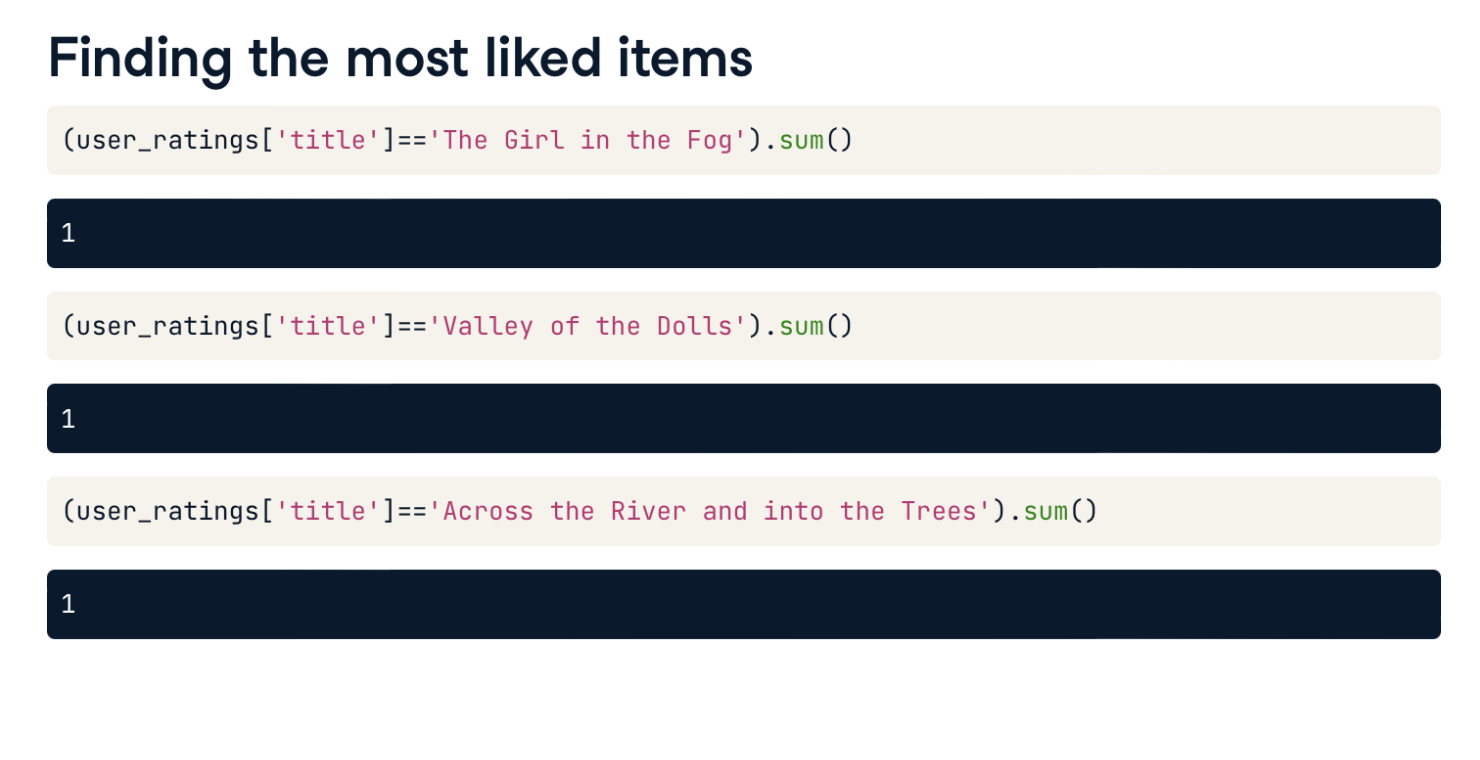 Finding the most liked items
(user_ratings['title']=='The Girl in the Fog').sum()
1
(user_ratings['title']=='Valley of the Dolls').sum()
1
(user_ratings['title']=='Across the River and into the Trees').sum()
1